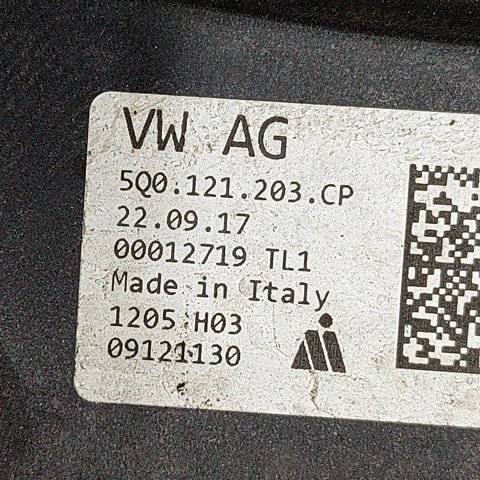 VW AG
5Q0.121.203.CP
22.09.17
00012719 TL1
Made in Italy
1205 H03
09121130